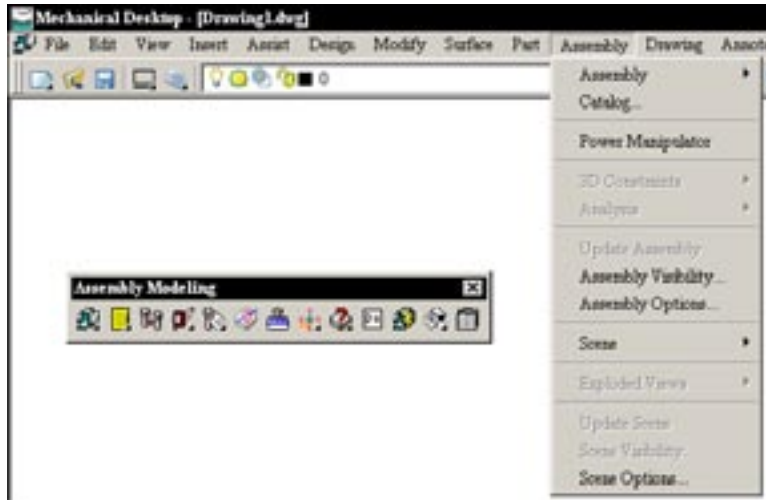 Mechanical Desktop - [Drawing1.dwg]
File Edit View Insert Assist Design Modify Surface Part Assembly Drawing Annot
0
Assembly
Catalog...
Power Manipulator
3D Constraints
Analysis
Update Assembly
Assembly Visibility...
Assembly Options...
Scene
Exploded Views
Update Scene
Scene Visibility...
Scene Options...
Assembly Modeling